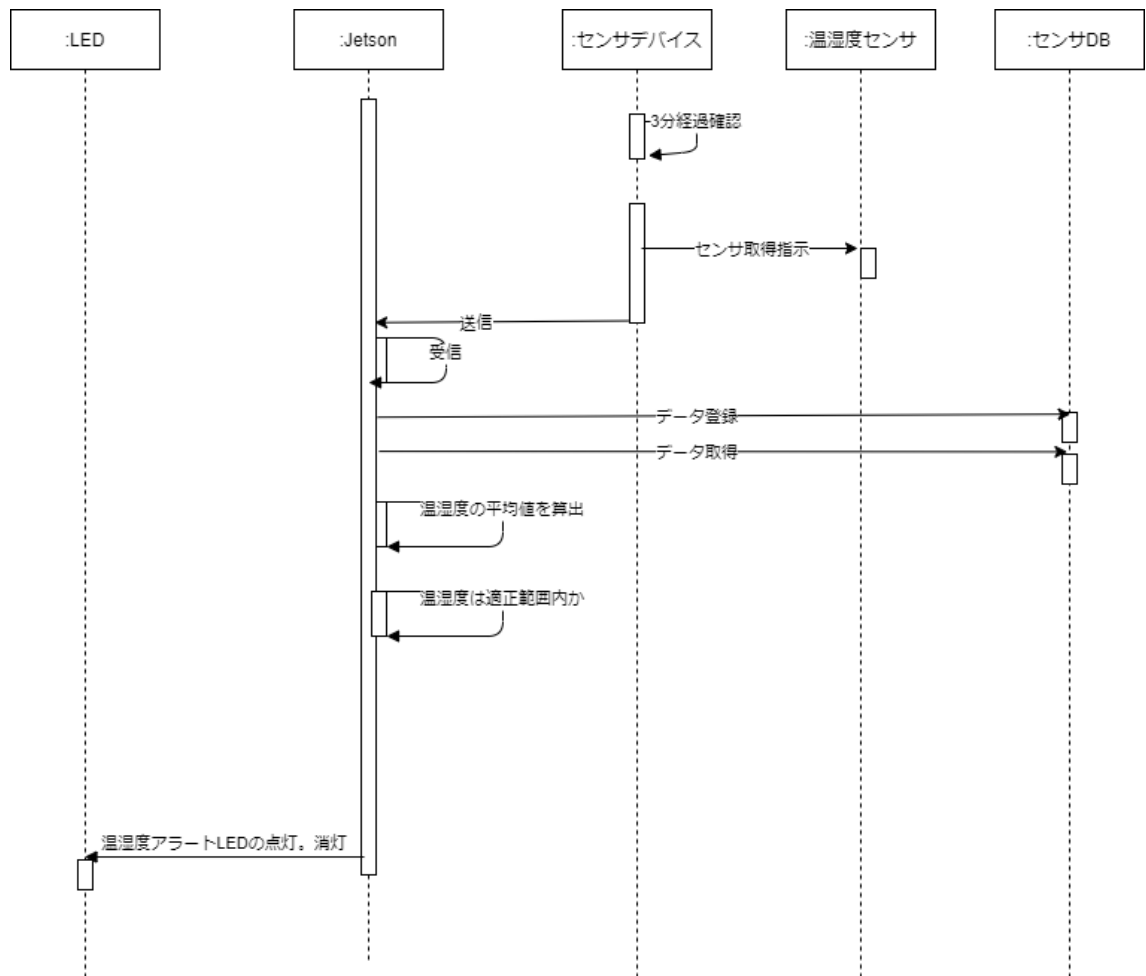 :LED
:Jetson
:センサデバイス
:温湿度センサ
:センサDB
3分経過確認
センサ取得指示
送信
受信
データ登録
データ取得
温湿度の平均値を算出
温湿度は適正範囲内か
温湿度アラートLEDの点灯。消灯